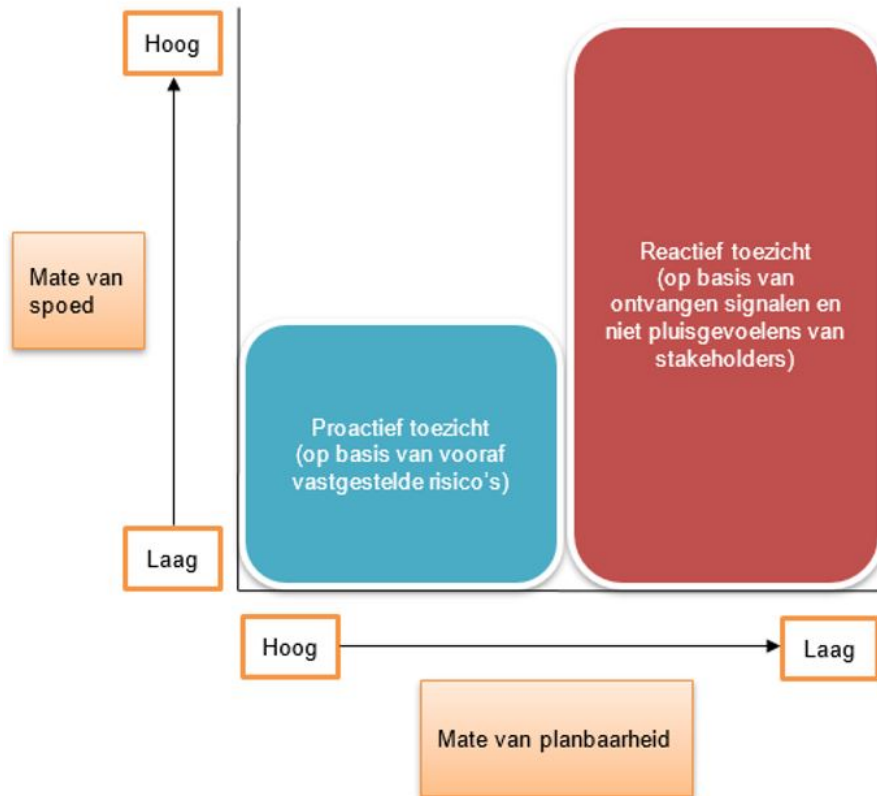 Hoog
Mate van
spoed
Laag
Proactief toezicht
(op basis van vooraf
vastgestelde risico's)
Reactief toezicht
(op basis van
ontvangen signalen en
niet pluisgevoelens van
stakeholders)
Hoog
Laag
Mate van planbaarheid